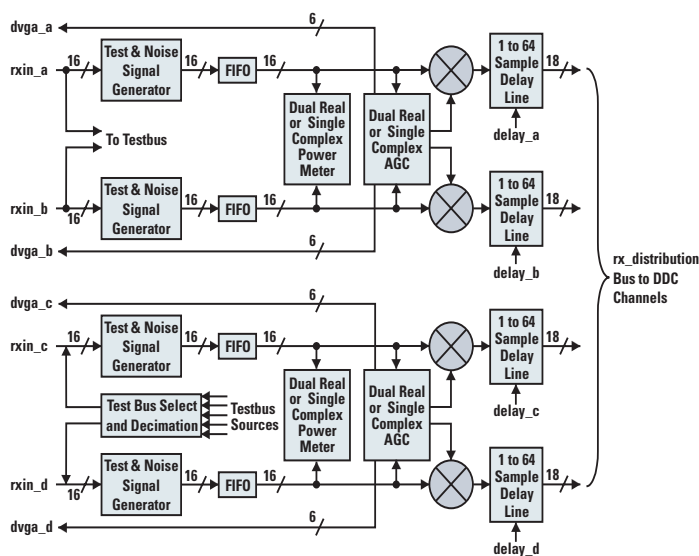 dvga_a
6
rxin_a
16
Test & Noise
Signal
Generator
16
FIFO
16
1 to 64
Sample
Delay
Line
18
delay_a
To Testbus
Dual Real
or Single
Complex
Power
Meter
Dual Real
or Single
Complex
AGC
rxin_b
16
Test & Noise
Signal
Generator
16
FIFO
16
1 to 64
Sample
Delay
Line
18
delay_b
dvga_b
6
rx_distribution
Bus to DDC
Channels
dvga_c
6
rxin_c
16
Test & Noise
Signal
Generator
16
FIFO
16
1 to 64
Sample
Delay
Line
18
delay_c
Test Bus Select
and Decimation
Testbus
Sources
Dual Real
or Single
Complex
Power
Meter
Dual Real
or Single
Complex
AGC
rxin_d
16
Test & Noise
Signal
Generator
16
FIFO
16
1 to 64
Sample
Delay
Line
18
delay_d
dvga_d
6